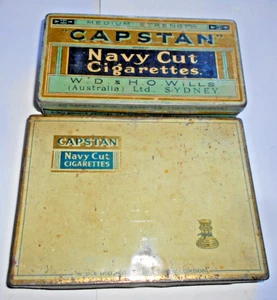 MEDIUM STRENGTH
"CAPSTAN"
Navy Cut
Cigarettes.
W.D. & H.O. WILLS
(Australia) Ltd., SYDNEY
CAPSTAN
Navy Cut
CIGARETTES